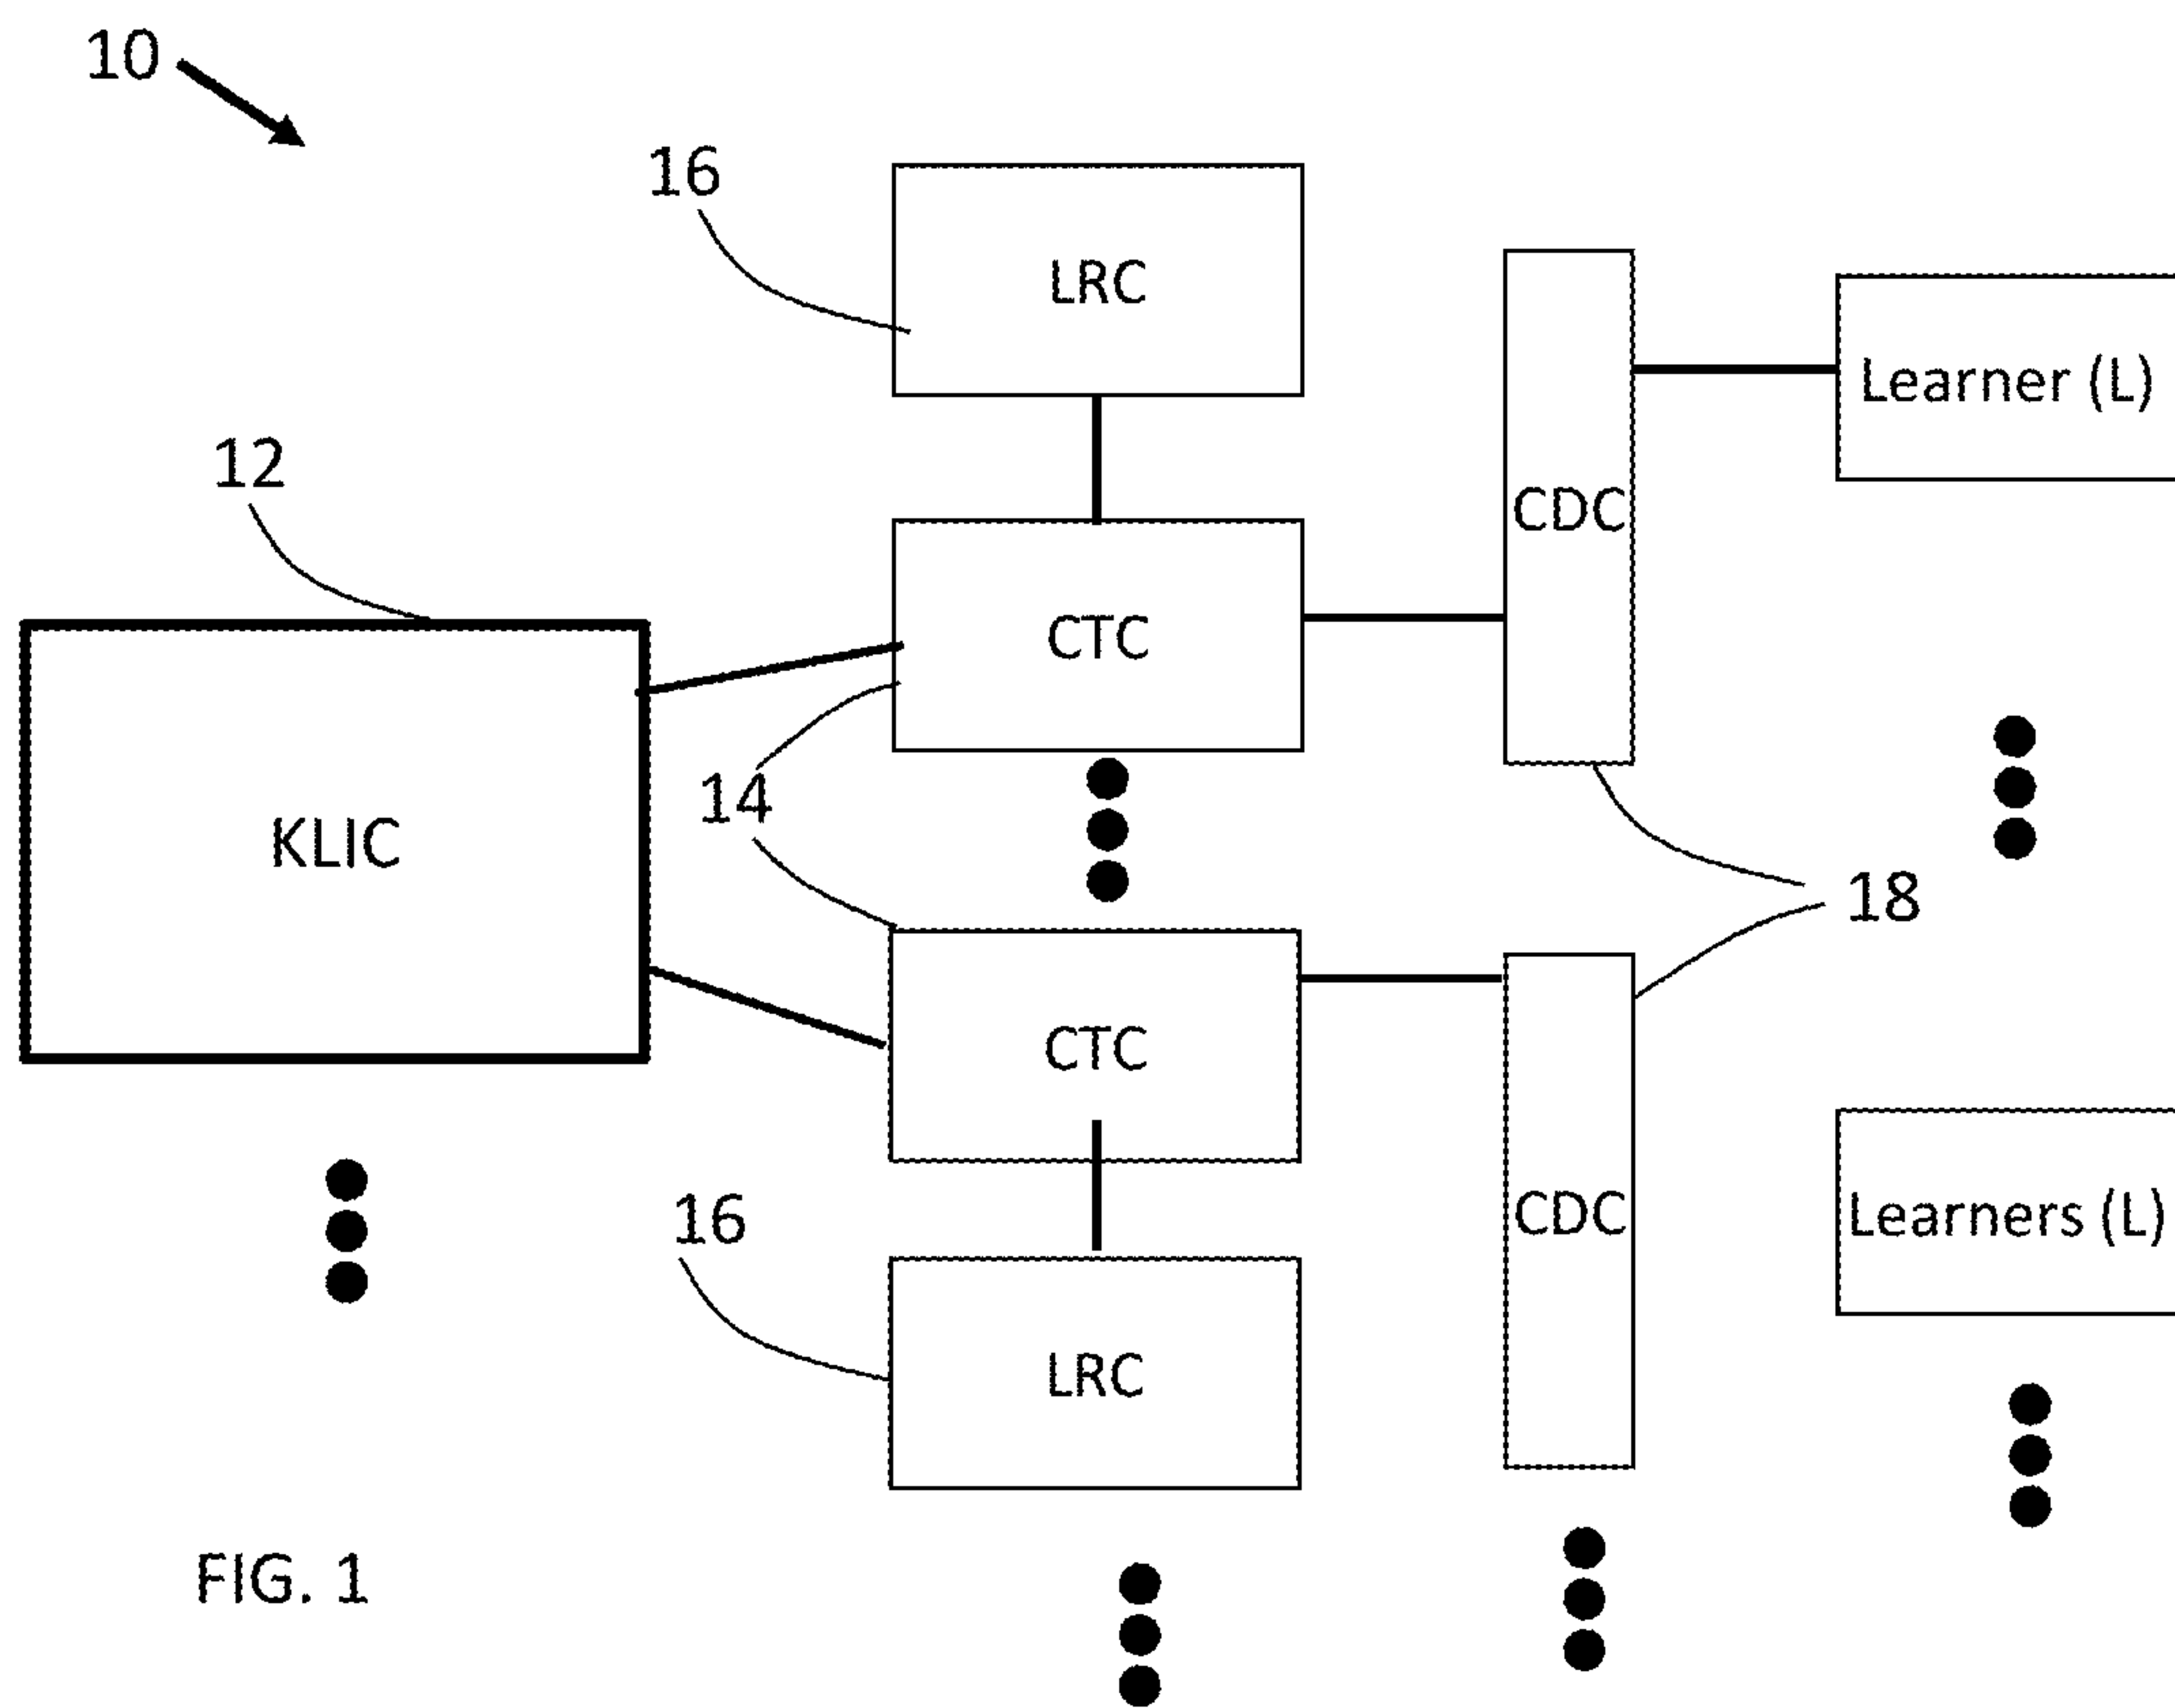 10
16
LRC
Learner (L)
12
CDC
CTC
14
KLIC
18
CTC
16
CDC
Learners (L)
LRC
FIG. 1